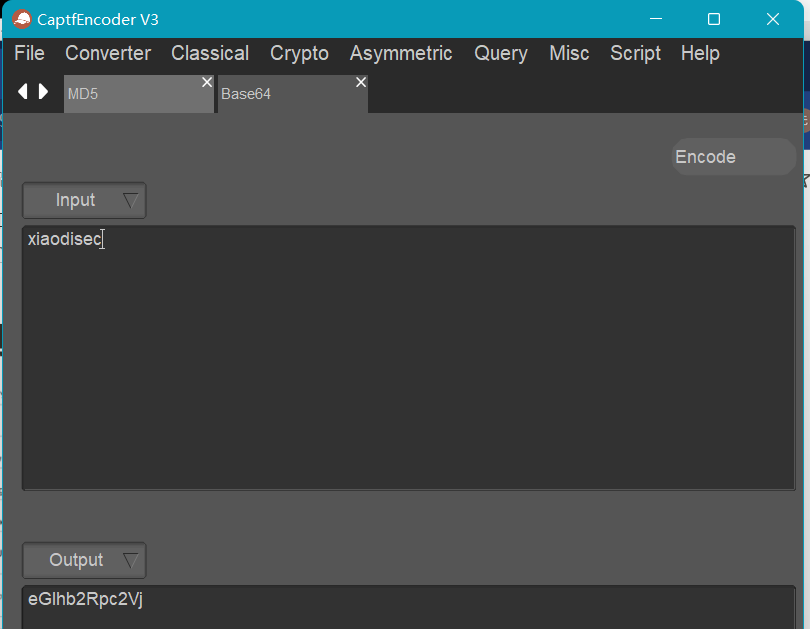 CaptfEncoder V3
File Converter Classical Crypto Asymmetric Query Misc Script Help
MD5 Base64
Encode
Input
xiaodisec
Output
eGlhb2Rpc2Vj